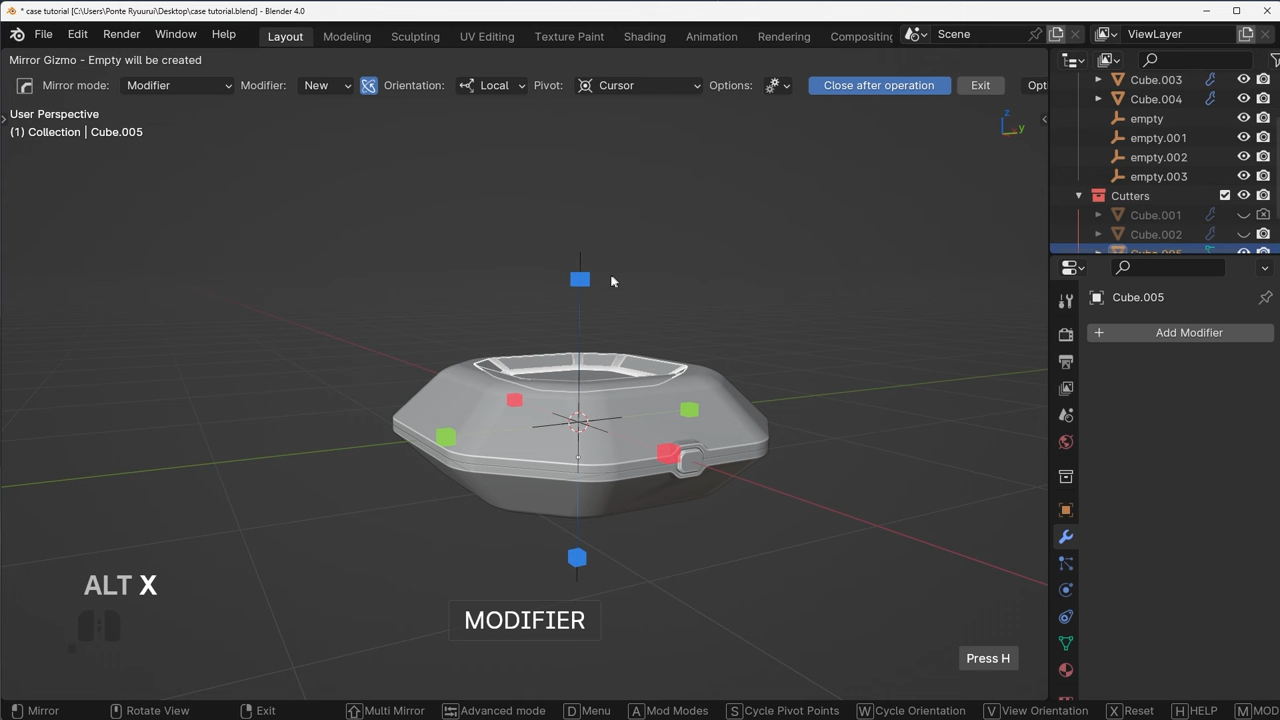 * case tutorial [C:\Users\Ponte Ryuurui\Desktop\case tutorial.blend] - Blender 4.0
File Edit Render Window Help Layout Modeling Sculpting UV Editing Texture Paint Shading Animation Rendering Compositing Scene ViewLayer
Mirror Gizmo - Empty will be created
Mirror mode: Modifier Modifier: New Orientation: Local Pivot: Cursor Options: Close after operation Exit Opt
User Perspective
(1) Collection | Cube.005
z
y
Cube.003
Cube.004
empty
empty.001
empty.002
empty.003
Cutters
Cube.001
Cube.002
Cube.005
Cube.005
+ Add Modifier
ALT X
MODIFIER
Press H
Mirror Rotate View Exit Multi Mirror Advanced mode D Menu A Mod Modes S Cycle Pivot Points W Cycle Orientation V View Orientation X Reset H HELP M MOD